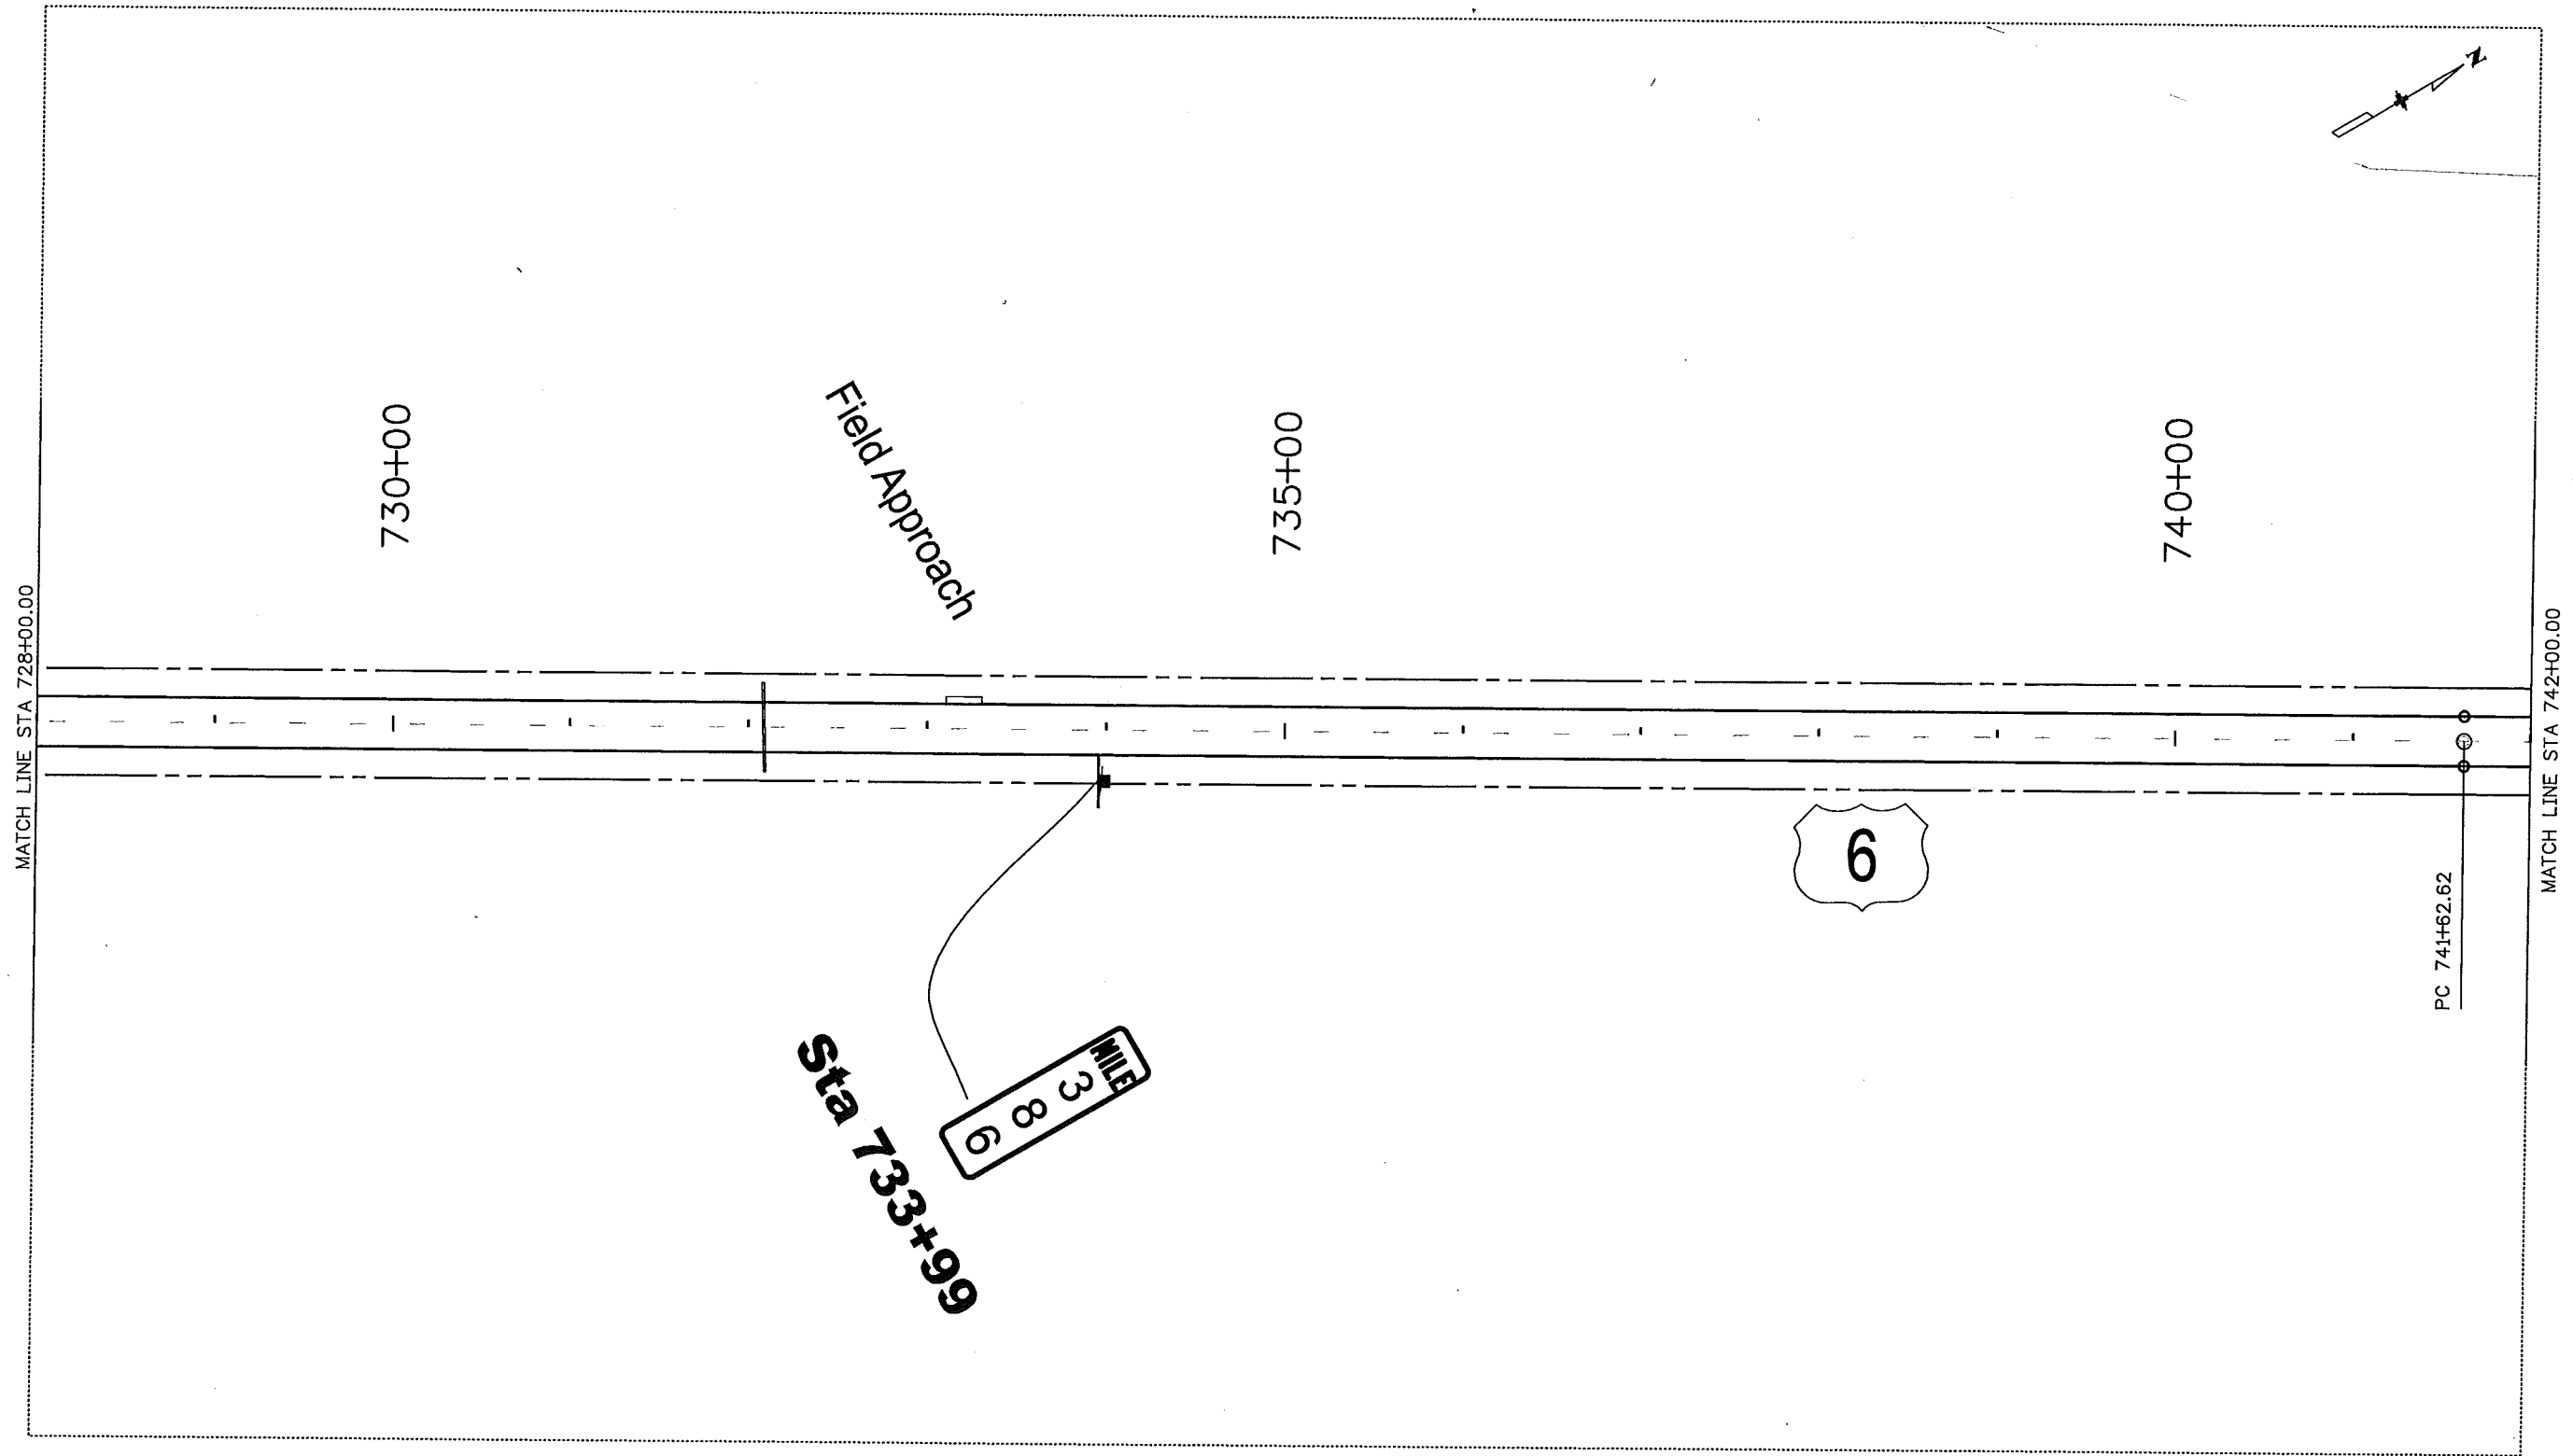 N
730+00
Field Approach
735+00
740+00
MATCH LINE STA 728+00.00
MATCH LINE STA 742+00.00
6
PC 741+62.62
MILE
3
8
6
Sta 733+99